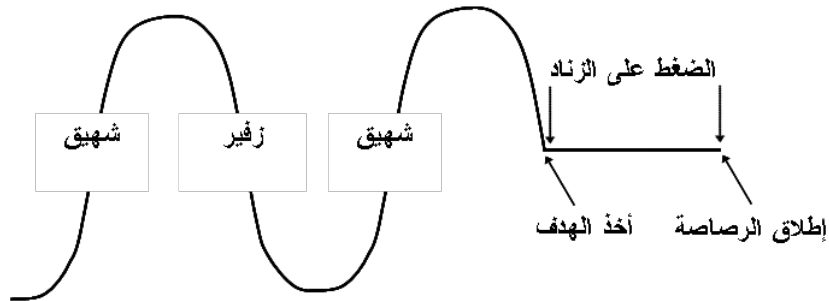 الضغط على الزناد
شهيق
زفير
شهيق
أخذ الهدف
إطلاق الرصاصة